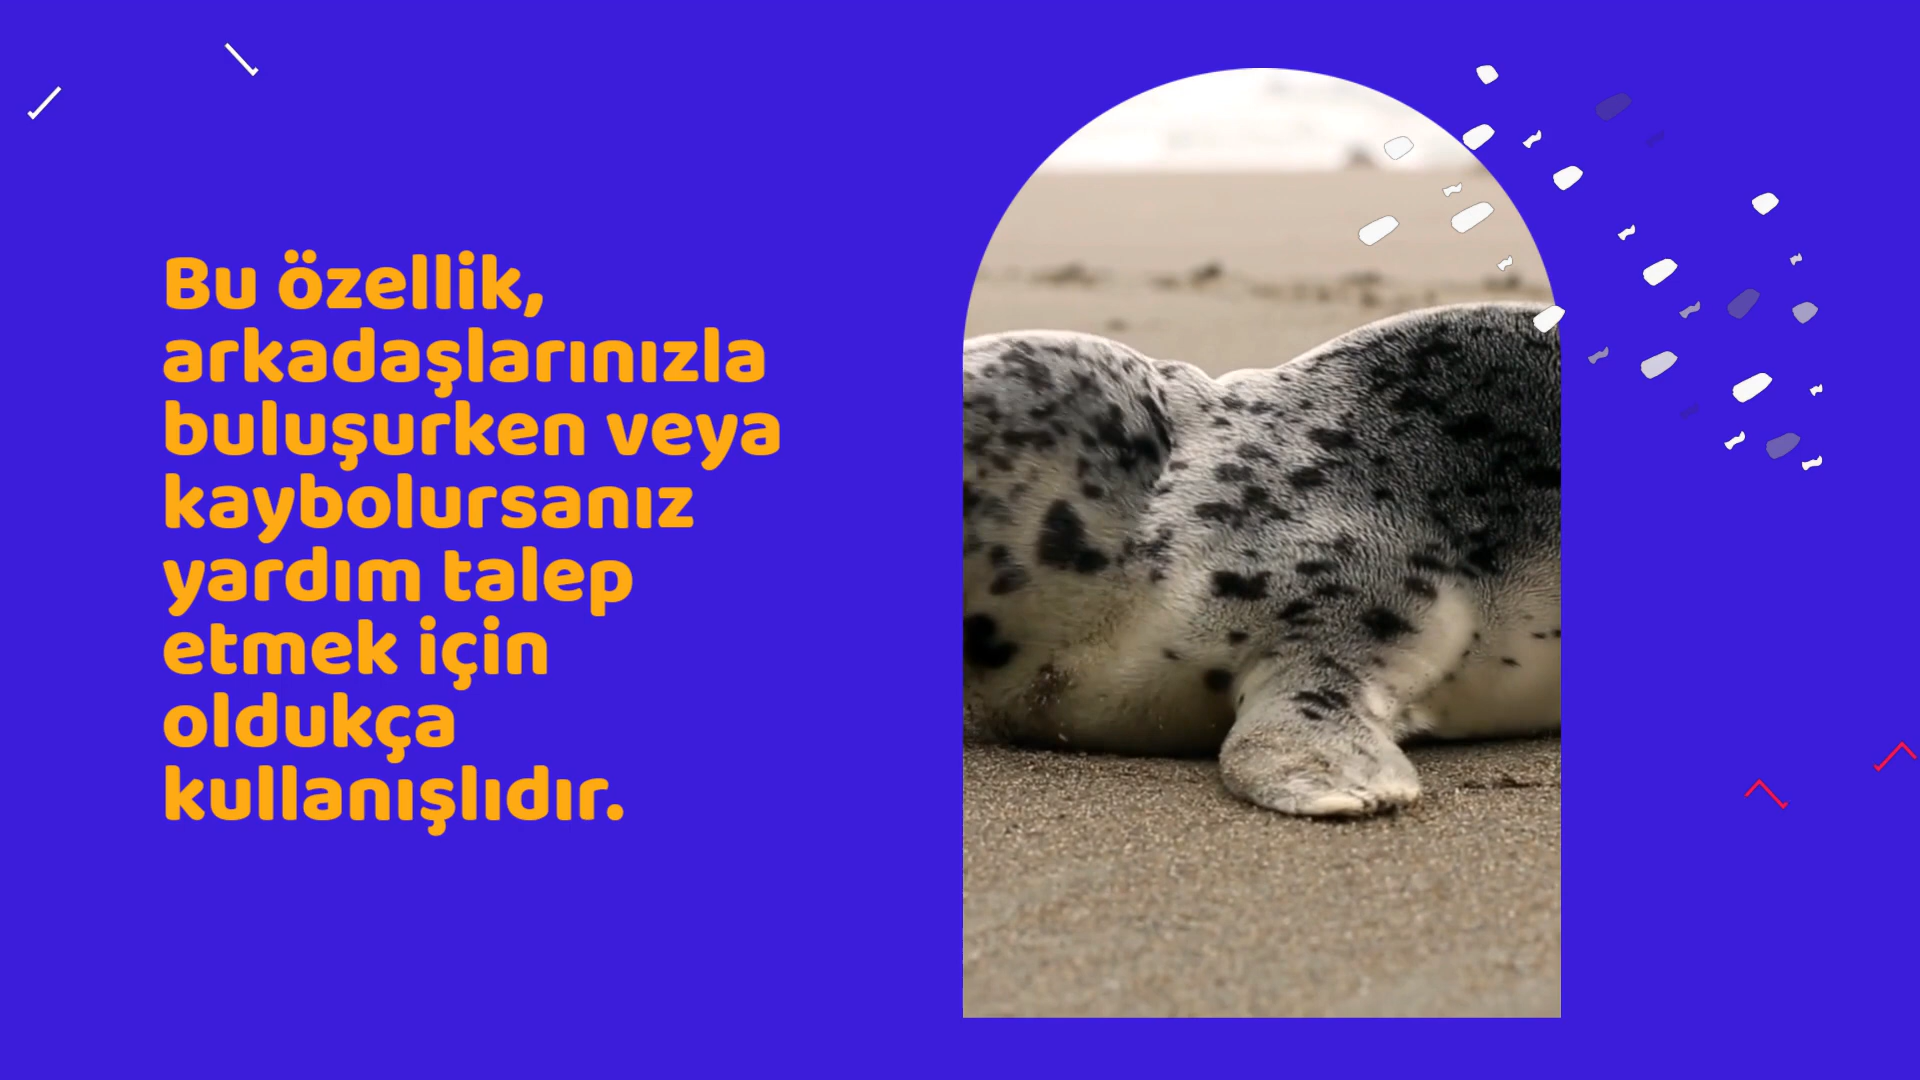 Bu özellik,
arkadaşlarınızla
buluşurken veya
kaybolursanız
yardım talep
etmek için
oldukça
kullanışlıdır.